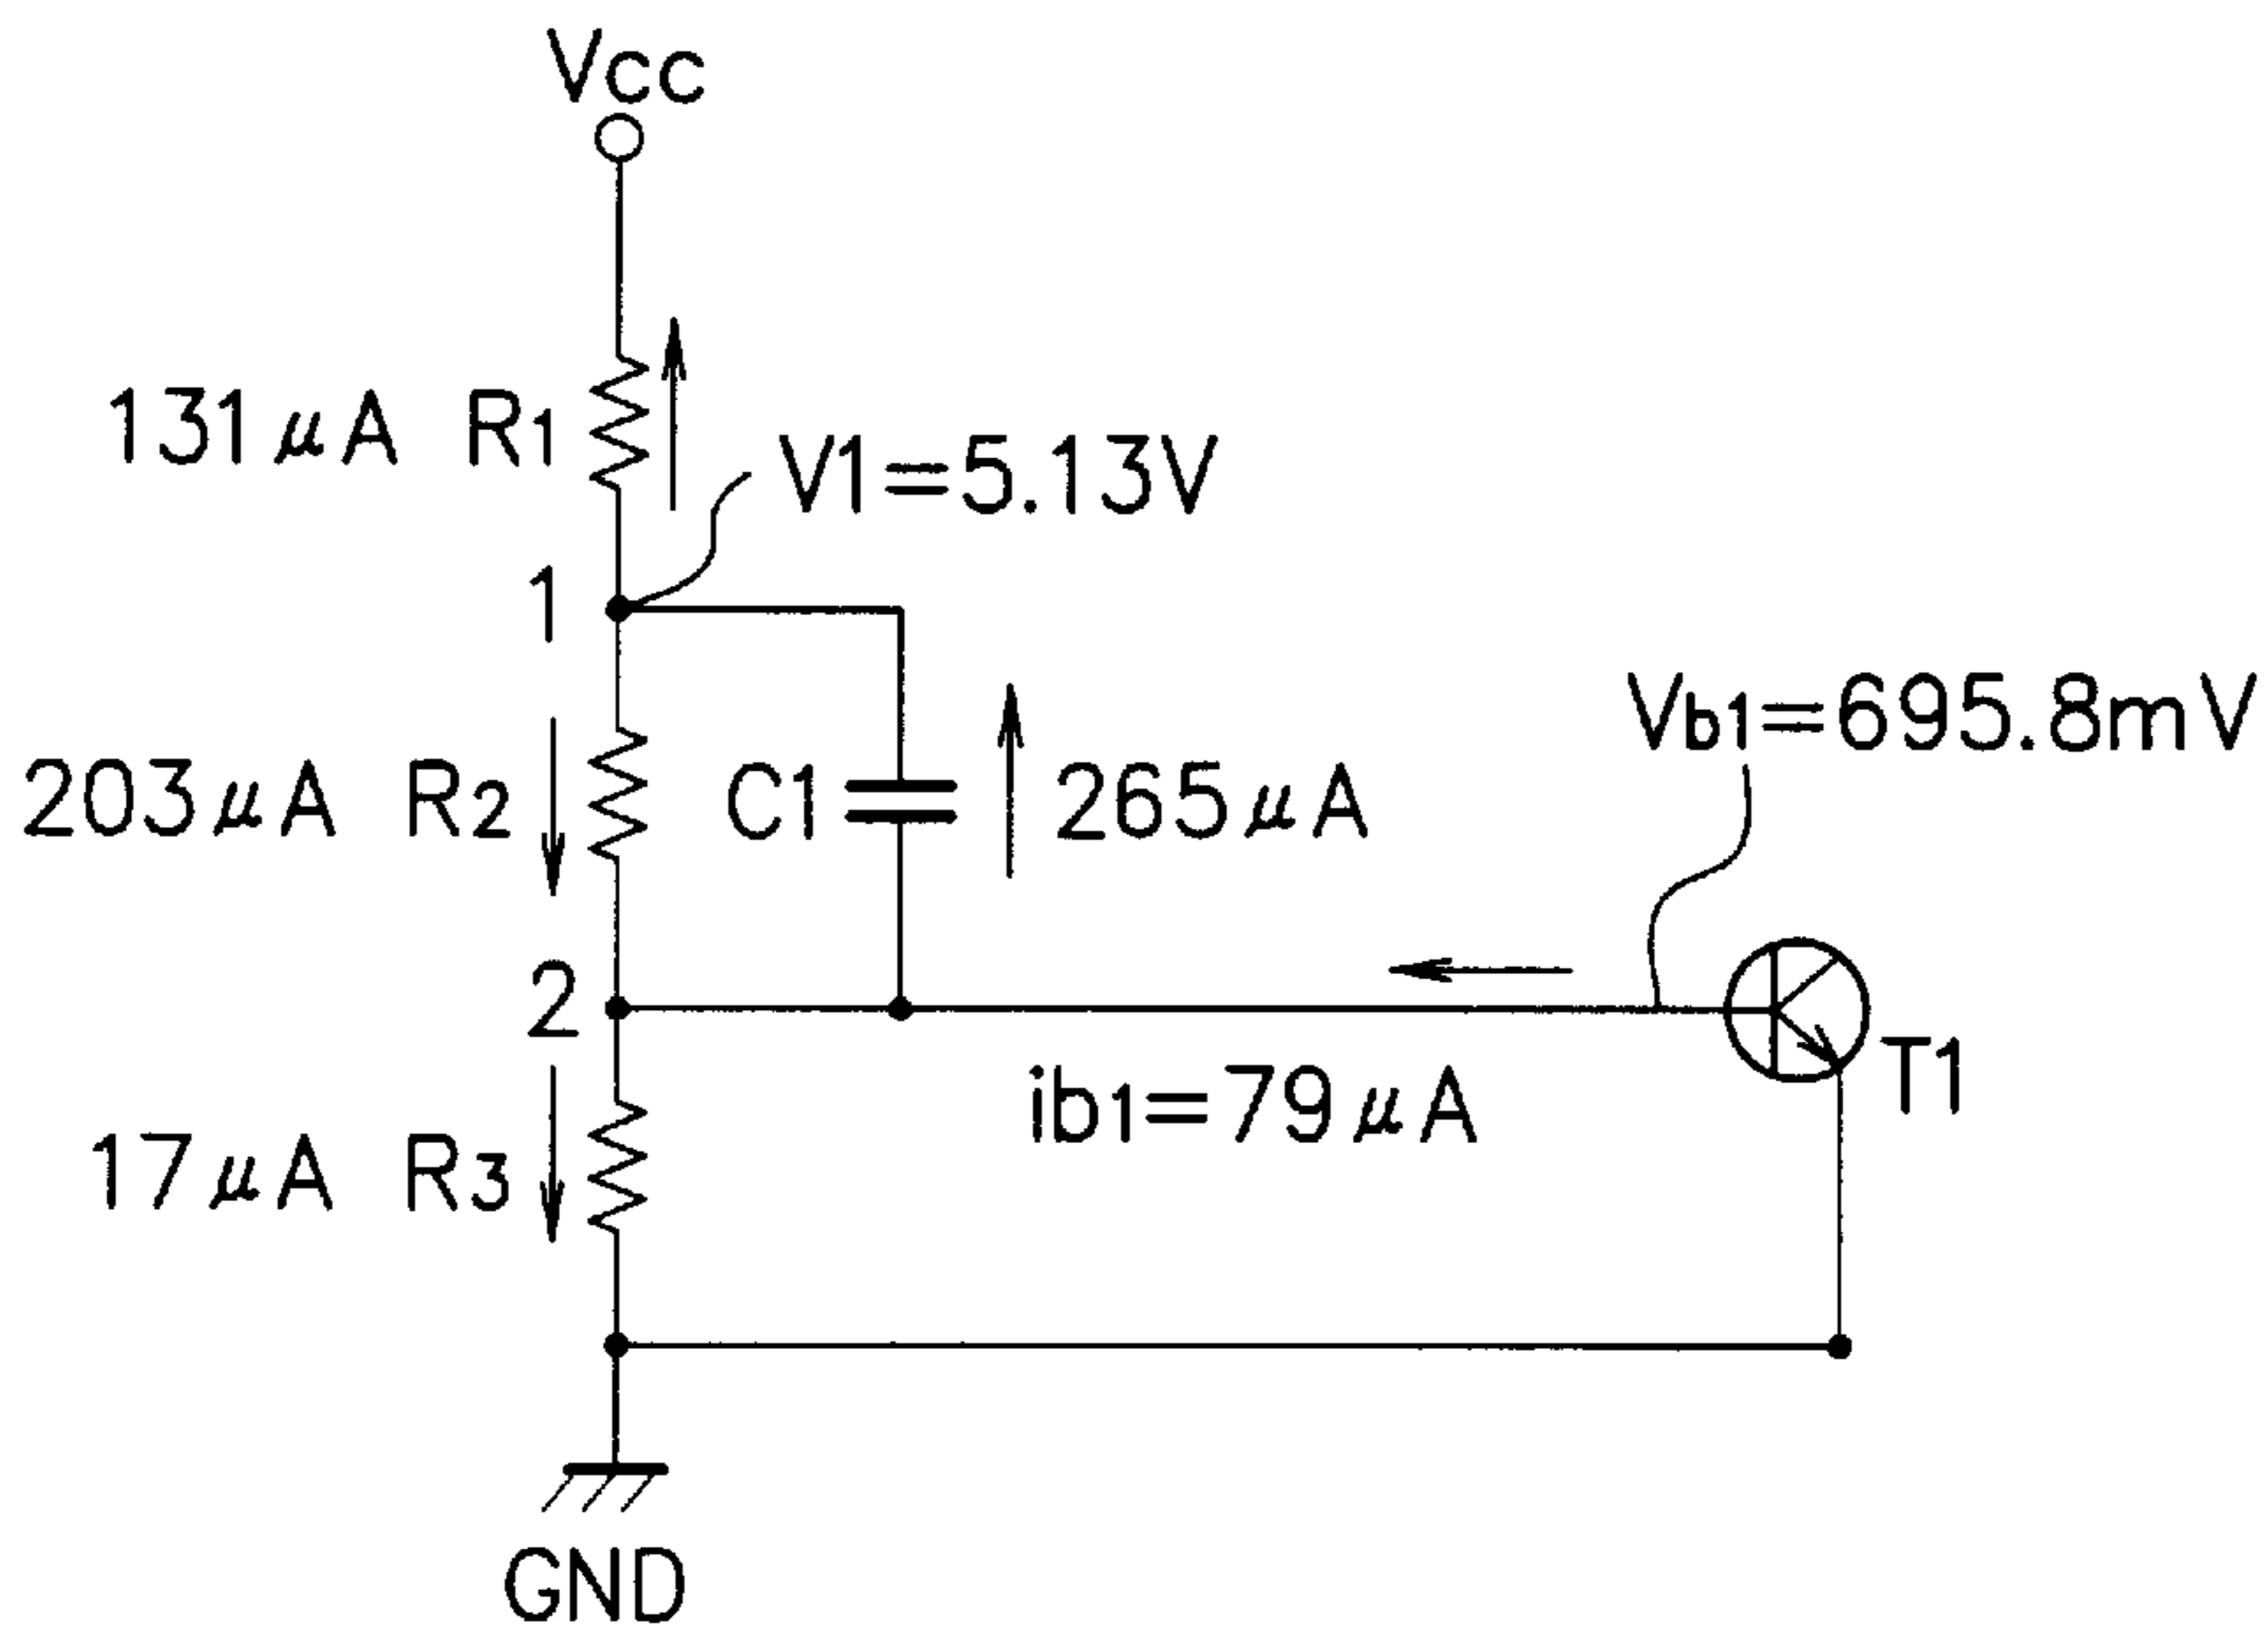 Vcc
131μA R1
V1=5.13V
1
Vb1=695.8mV
203μA R2
C1
265μA
2
T1
ib1=79μA
17μA R3
GND